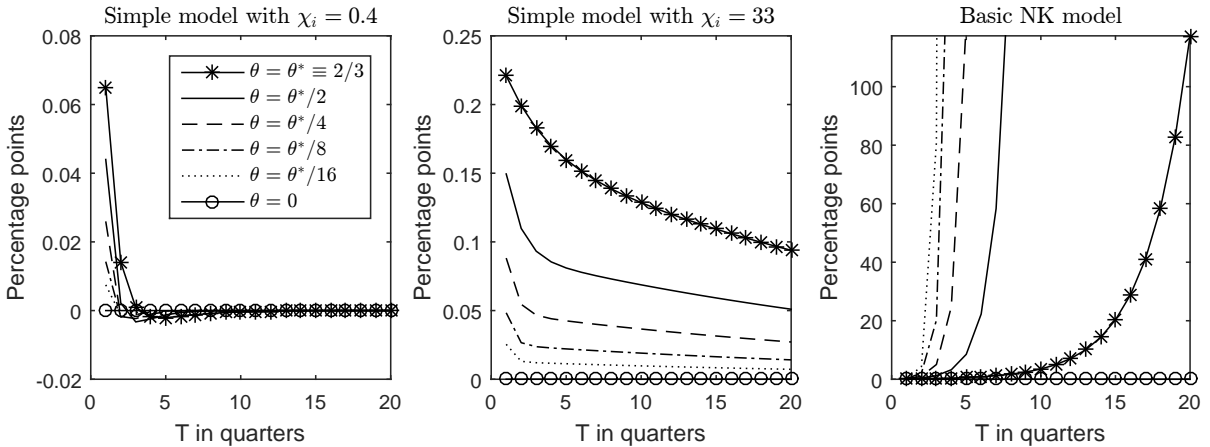 Simple model with χ_i = 0.4
0.08
0.06
0.04
0.02
0
-0.02
Percentage points
0 5 10 15 20
T in quarters
θ = θ* ≡ 2/3
θ = θ*/2
θ = θ*/4
θ = θ*/8
θ = θ*/16
θ = 0
Simple model with χ_i = 33
0.25
0.2
0.15
0.1
0.05
0
Percentage points
0 5 10 15 20
T in quarters
Basic NK model
100
80
60
40
20
0
Percentage points
0 5 10 15 20
T in quarters